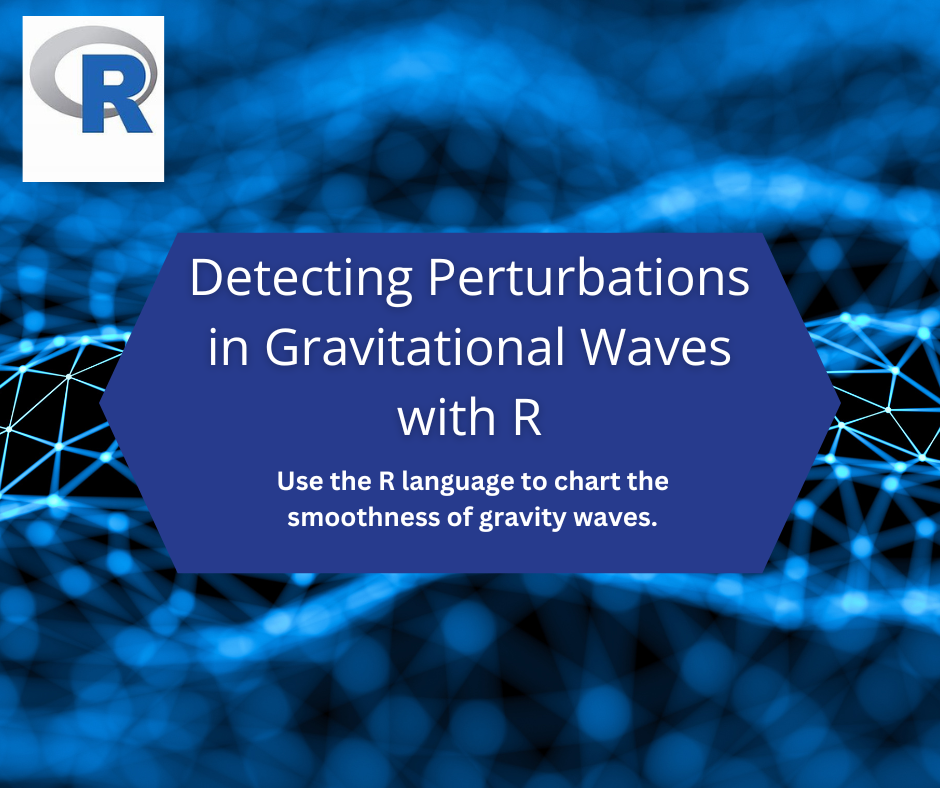 R
Detecting Perturbations
in Gravitational Waves
with R
Use the R language to chart the
smoothness of gravity waves.